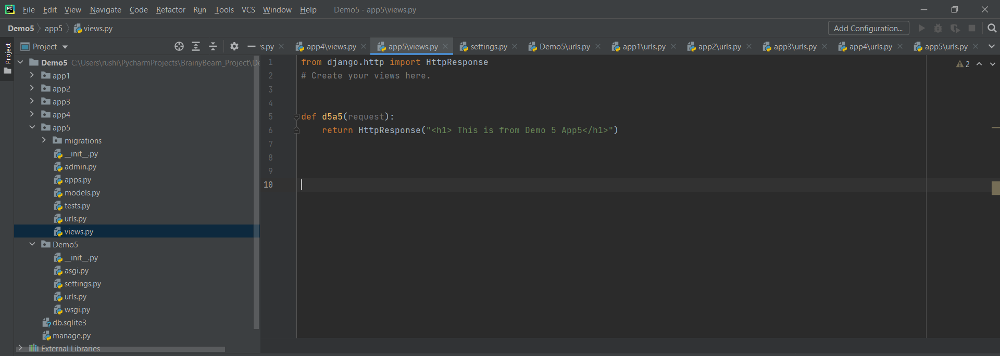 PC File Edit View Navigate Code Refactor Run Tools VCS Window Help Demo5 - app5\views.py
Demo5 app5 views.py Add Configuration...
Project
Project s.py app4\views.py app5\views.py settings.py Demo5\urls.py app1\urls.py app2\urls.py app3\urls.py app4\urls.py app5\urls.py
Demo5 C:\Users\rushi\PycharmProjects\BrainyBeam_Project\De
app1
app2
app3
app4
app5
migrations
__init__.py
admin.py
apps.py
models.py
tests.py
urls.py
views.py
Demo5
__init__.py
asgi.py
settings.py
urls.py
wsgi.py
db.sqlite3
manage.py
External Libraries
1 from django.http import HttpResponse
2 # Create your views here.
3
4
5 def d5a5(request):
6 return HttpResponse("<h1> This is from Demo 5 App5</h1>")
7
8
9
10
2